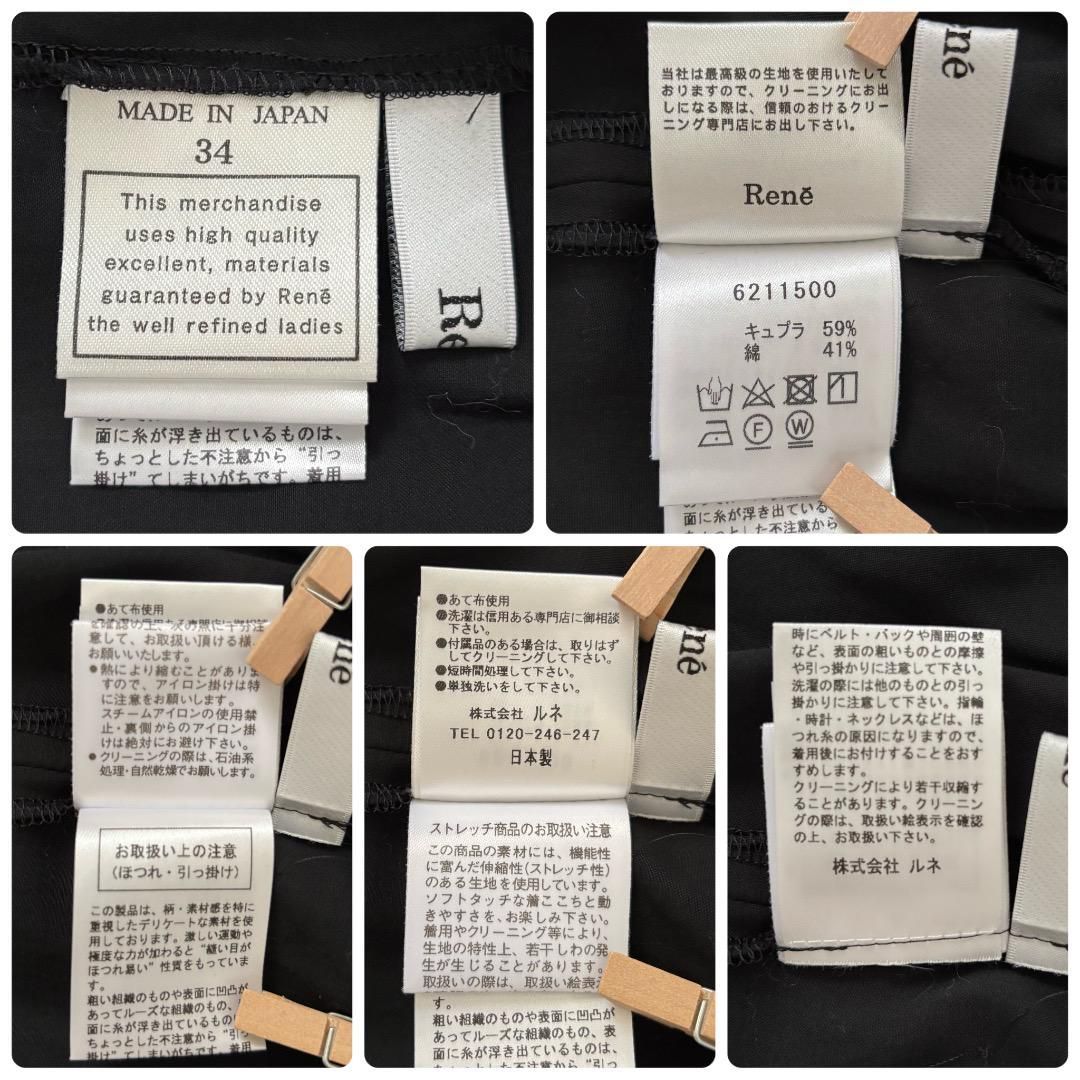 MADE IN JAPAN
34
This merchandise
uses high quality
excellent, materials
guaranteed by René
the well refined ladies
Re
面に糸が浮き出ているものは、
ちょっとした不注意から“引っ
掛け”てしまいがちです。着用
当社は最高級の生地を使用いたして
おりますので、クリーニングにお出
しになる際は、信頼のおけるクリー
ニング専門店にお出し下さい。
René
né
6211500
キュプラ 59%
綿 41%
F W
面に糸が浮き出ている
ちょっとした不注意から
●あて布使用
意して、お取扱い頂ける様、
お願いいたします。
●熱により縮むことがありま
すので、アイロン掛けは特
に注意をお願いします。
スチームアイロンの使用禁
止・裏側からのアイロン掛
けは絶対にお避け下さい。
●クリーニングの際は、石油系
処理・自然乾燥でお願いします。
né
お取扱い上の注意
(ほつれ・引っ掛け)
この製品は、柄・素材感を特に
重視したデリケートな素材を使
用しております。激しい運動や
極度な力が加わると“縫い目が
ほつれ易い”性質をもっていま
す。
粗い組織のものや表面に凹凸が
あってルーズな組織のもの、
面に糸が浮き出ているものは、
ちょっとした不注意から“引っ
掛け”てしまいがちです。着用
●あて布使用
●洗濯は信用ある専門店に御相談
下さい。
●付属品のある場合は、取りはず
してクリーニングして下さい。
●短時間処理して下さい。
●単独洗いをして下さい。
株式会社 ルネ
TEL 0120-246-247
日本製
né
ストレッチ商品のお取扱い注意
この商品の素材には、機能性
に富んだ伸縮性(ストレッチ性)
のある生地を使用しています。
ソフトタッチな着ごこちと動
きやすさを、お楽しみ下さい。
着用やクリーニング等により、
生地の特性上、若干しわの発
生が生じることがあります。
取扱いの際は、取扱い絵表示
す。
粗い組織のものや表面に凹凸が
あってルーズな組織のもの、表
面に糸が浮き出ているものは、
ちょっとした不注意から“引っ
時にベルト・バックや周囲の壁
など、表面の粗いものとの摩擦
や引っ掛かりに注意して下さい。
洗濯の際には他のものとの引っ
掛かりに注意して下さい。指輪
・時計・ネックレスなどは、ほ
つれ糸の原因になりますので、
着用後にお付けすることをおす
すめします。
クリーニングにより若干収縮す
ることがあります。クリーニン
グの際は、取扱い絵表示を確認
の上、お取扱い下さい。
株式会社 ルネ